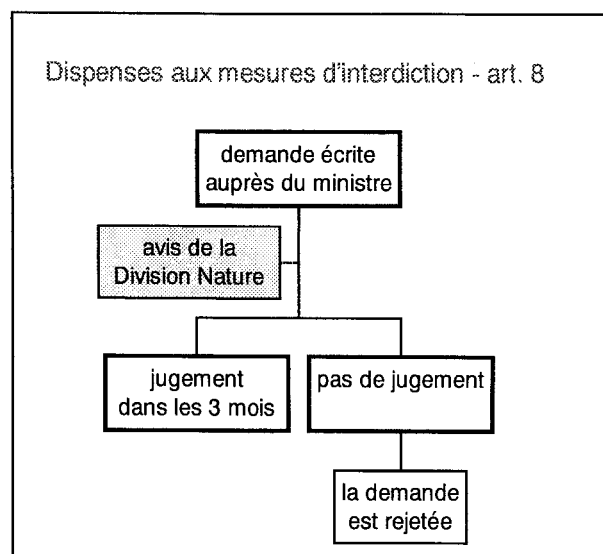 Dispenses aux mesures d'interdiction - art. 8
demande écrite
auprès du ministre
avis de la
Division Nature
jugement
dans les 3 mois
pas de jugement
la demande
est rejetée